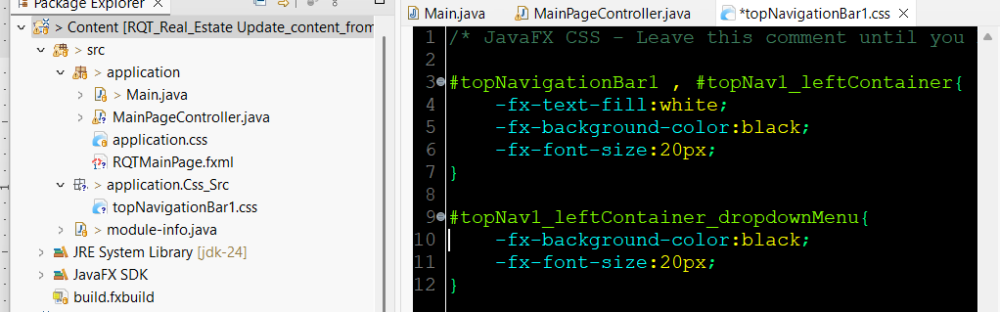 Package Explorer
> Content [RQT_Real_Estate Update_content_from
> src
> application
> Main.java
MainPageController.java
application.css
RQTMainPage.fxml
> application.Css_Src
topNavigationBar1.css
> module-info.java
JRE System Library [jdk-24]
JavaFX SDK
build.fxbuild
Main.java
MainPageController.java
*topNavigationBar1.css
1 /* JavaFX CSS - Leave this comment until you
2
3 #topNavigationBar1 , #topNav1_leftContainer{
4 -fx-text-fill:white;
5 -fx-background-color:black;
6 -fx-font-size:20px;
7 }
8
9 #topNav1_leftContainer_dropdownMenu{
10 -fx-background-color:black;
11 -fx-font-size:20px;
12 }